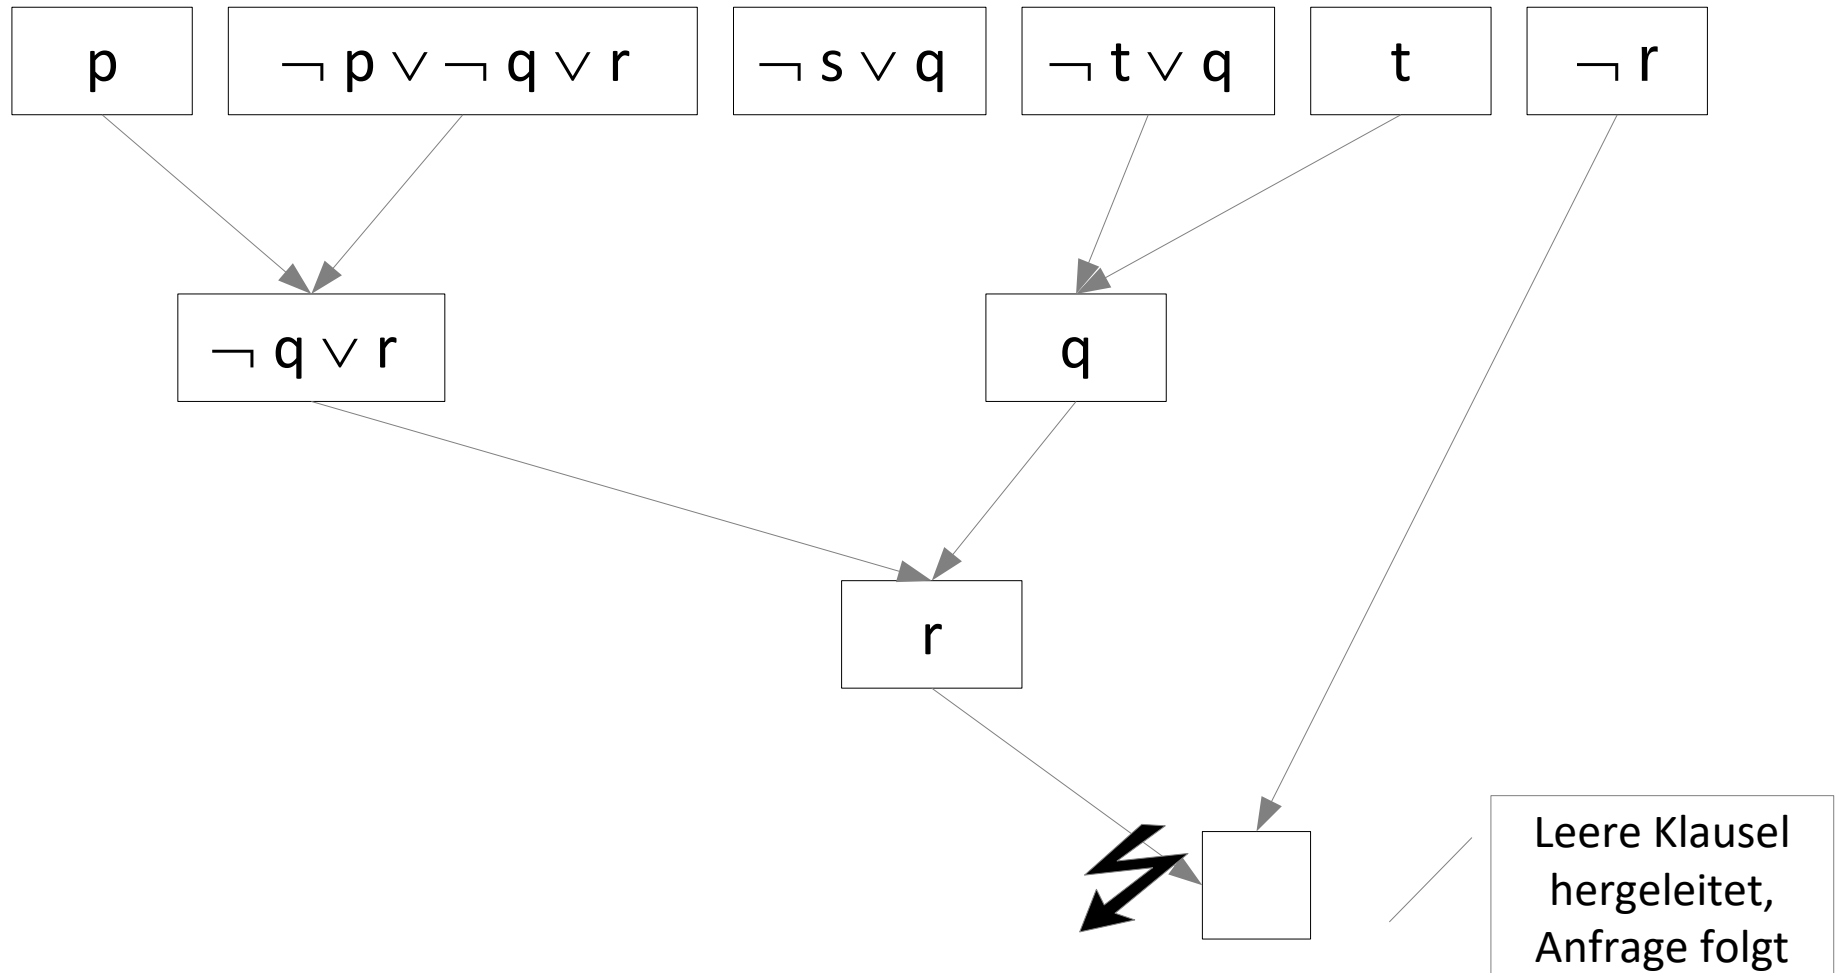 p
¬ p ∨ ¬ q ∨ r
¬ s ∨ q
¬ t ∨ q
t
¬ r
¬ q ∨ r
q
r
Leere Klausel
hergeleitet,
Anfrage folgt